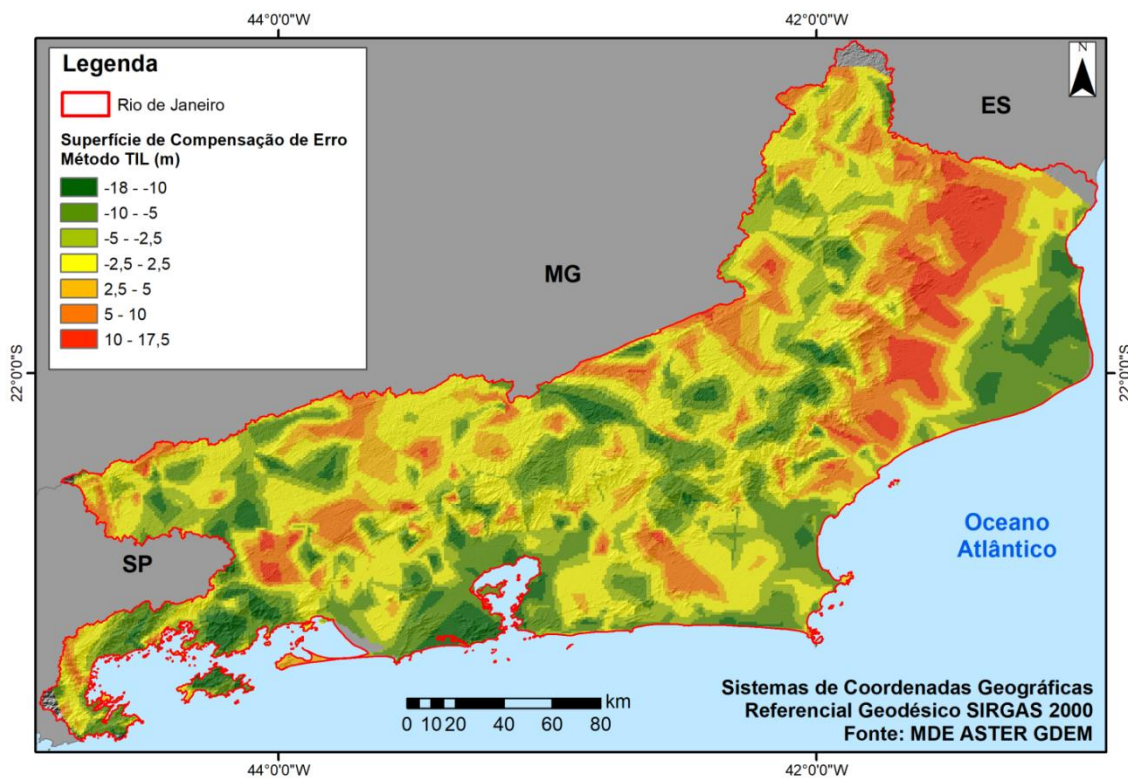 44°0'0"W
42°0'0"W
Legenda
Rio de Janeiro
Superfície de Compensação de Erro
Método TIL (m)
-18 - -10
-10 - -5
-5 - -2,5
-2,5 - 2,5
2,5 - 5
5 - 10
10 - 17,5
N
ES
MG
SP
22°0'0"S
22°0'0"S
Oceano
Atlântico
km
0 10 20 40 60 80
Sistemas de Coordenadas Geográficas
Referencial Geodésico SIRGAS 2000
Fonte: MDE ASTER GDEM
44°0'0"W
42°0'0"W